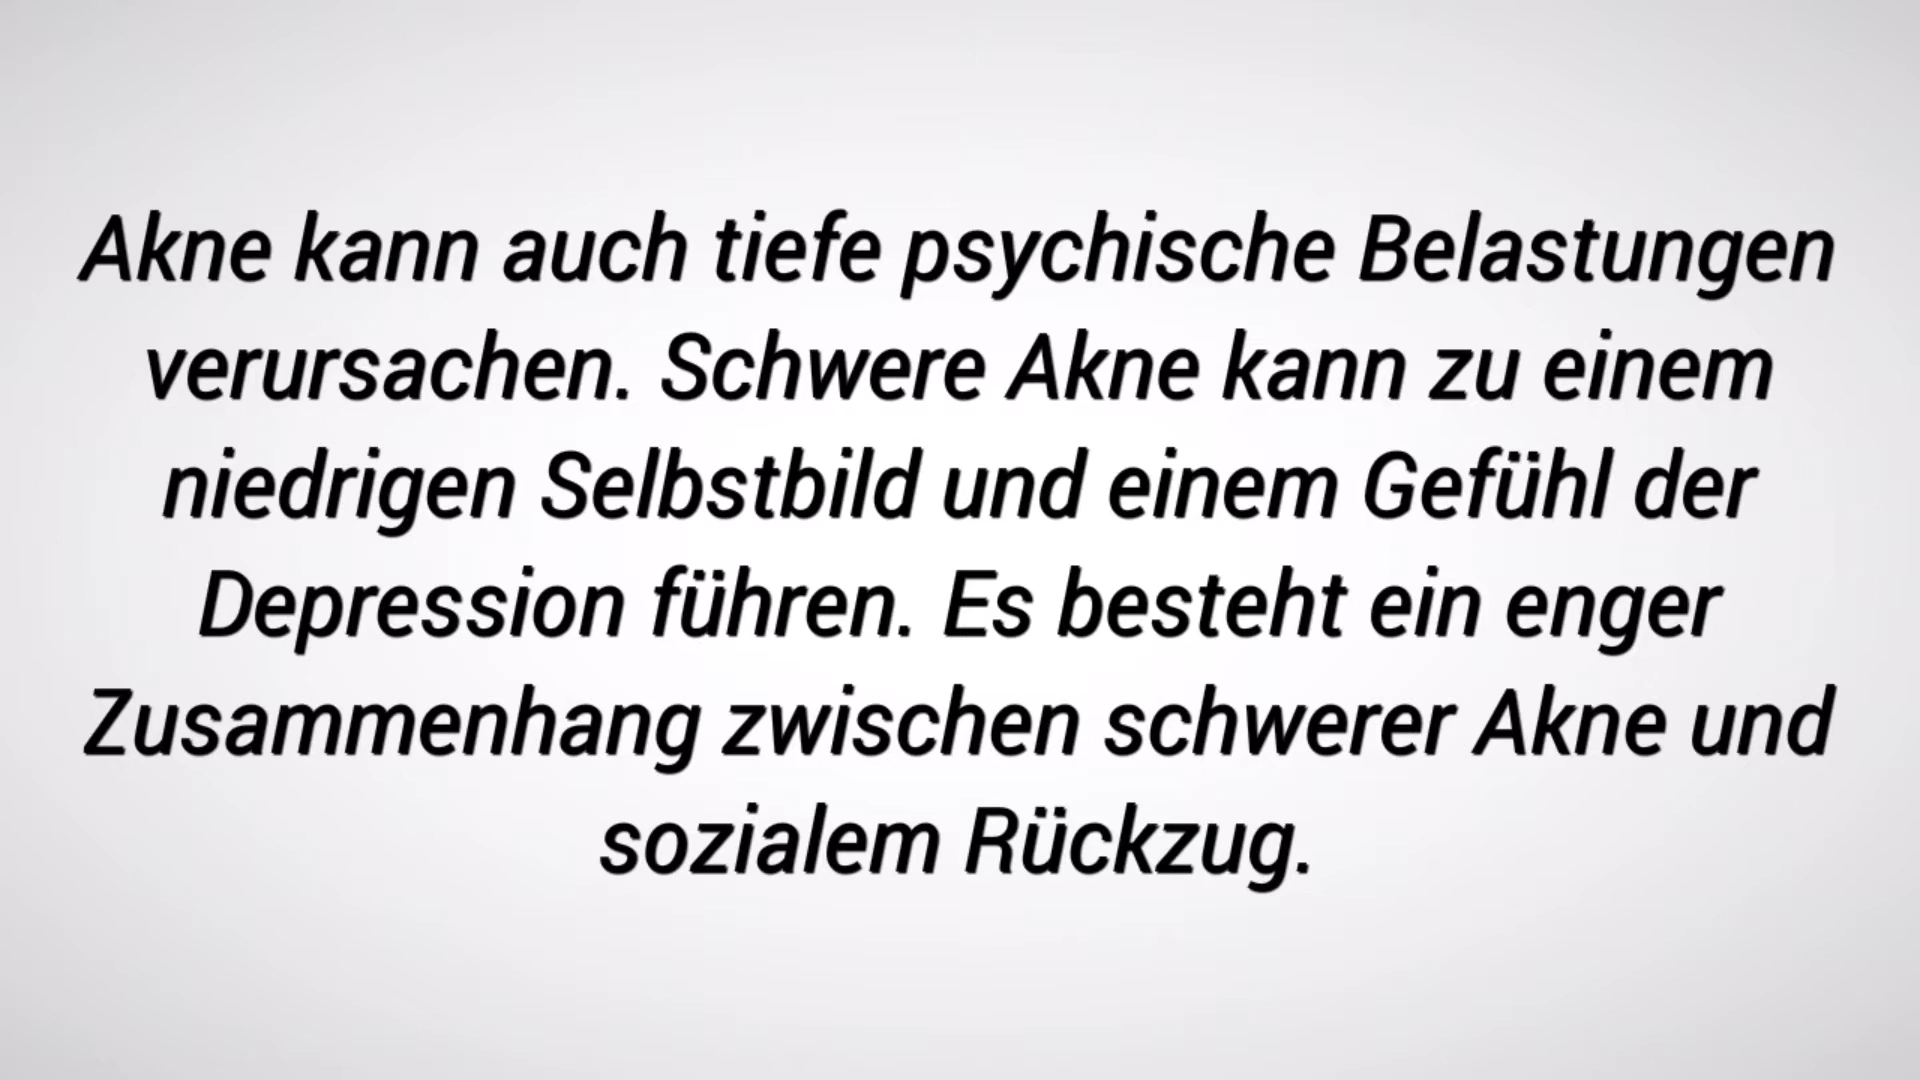 Akne kann auch tiefe psychische Belastungen
verursachen. Schwere Akne kann zu einem
niedrigen Selbstbild und einem Gefühl der
Depression führen. Es besteht ein enger
Zusammenhang zwischen schwerer Akne und
sozialem Rückzug.